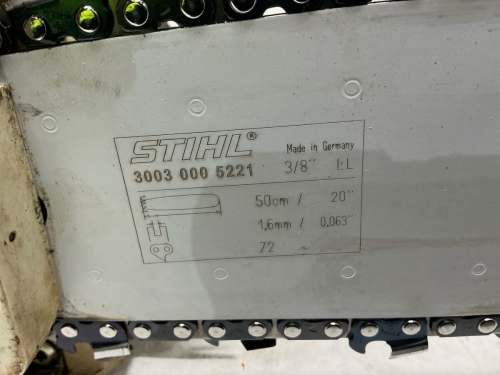 STIHL® Made in Germany
3003 000 5221 3/8" I:L
50cm / 20"
1,6mm / 0.063"
72 ~